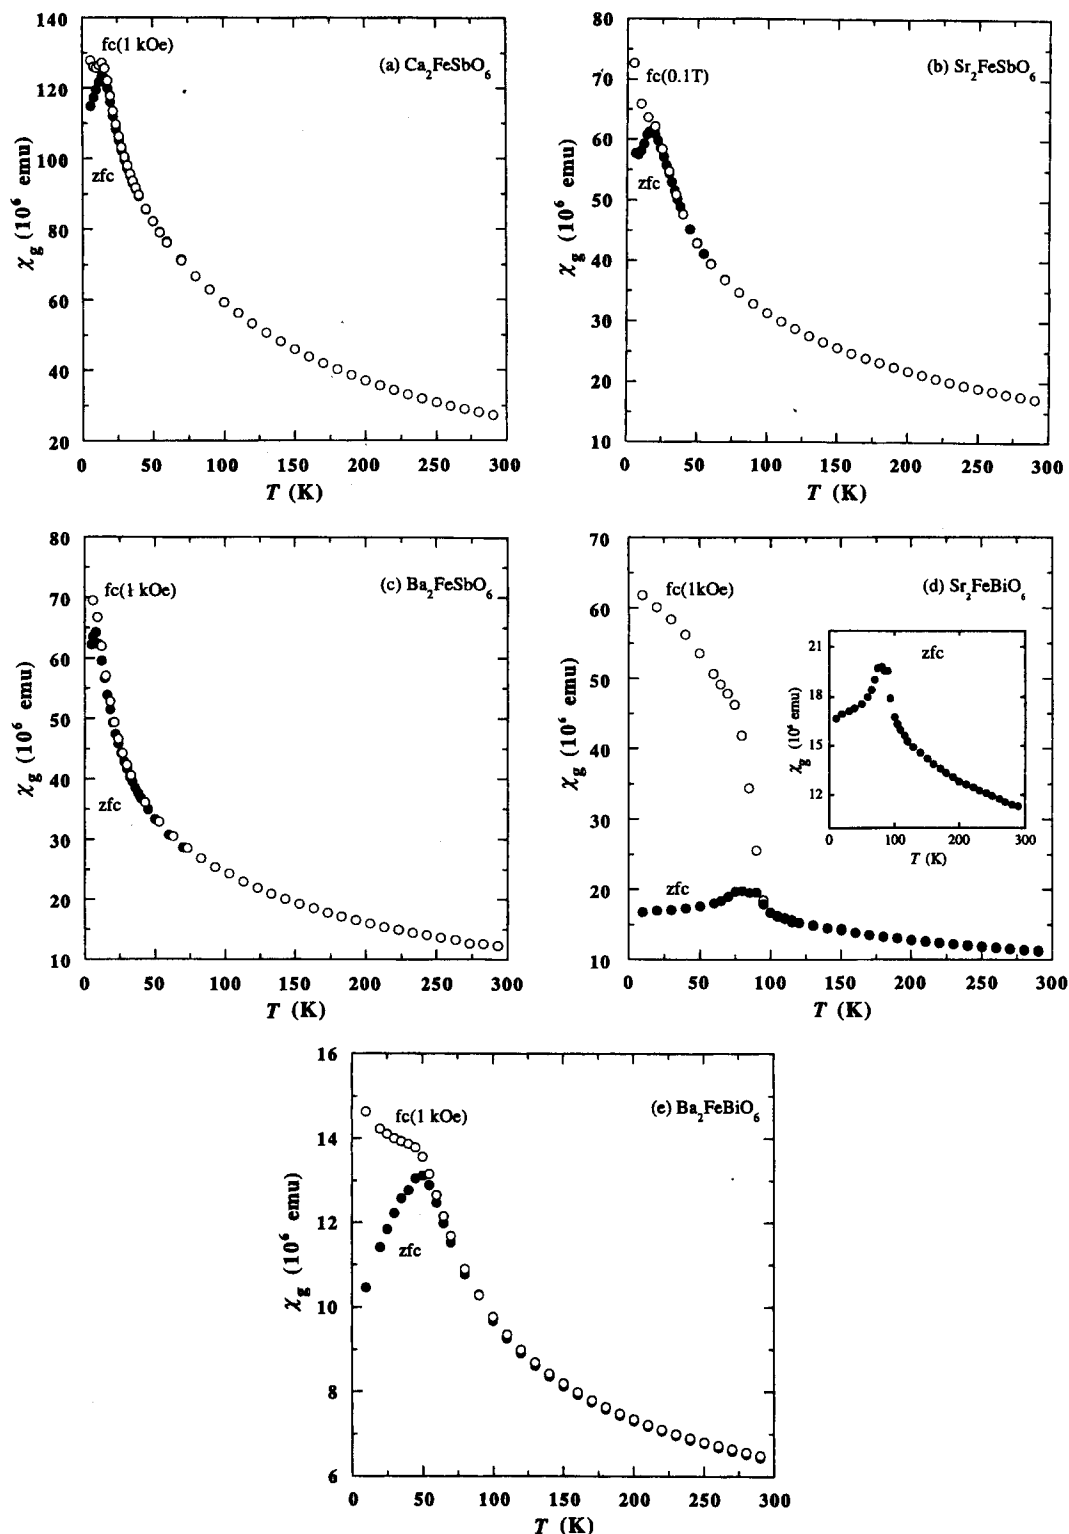 140
120
100
80
60
40
20
0 50 100 150 200 250 300
T (K)
χg (10⁶ emu)
fc(1 kOe)
zfc
(a) Ca₂FeSbO₆
80
70
60
50
40
30
20
10
0 50 100 150 200 250 300
T (K)
χg (10⁶ emu)
fc(0.1T)
zfc
(b) Sr₂FeSbO₆
80
70
60
50
40
30
20
10
0 50 100 150 200 250 300
T (K)
χg (10⁶ emu)
fc(1 kOe)
zfc
(c) Ba₂FeSbO₆
70
60
50
40
30
20
10
0 50 100 150 200 250 300
T (K)
χg (10⁶ emu)
fc(1kOe)
zfc
(d) Sr₂FeBiO₆
21
18
15
12
0 100 200 300
T (K)
χg (10⁶ emu)
zfc
16
14
12
10
8
6
0 50 100 150 200 250 300
T (K)
χg (10⁶ emu)
fc(1 kOe)
zfc
(e) Ba₂FeBiO₆